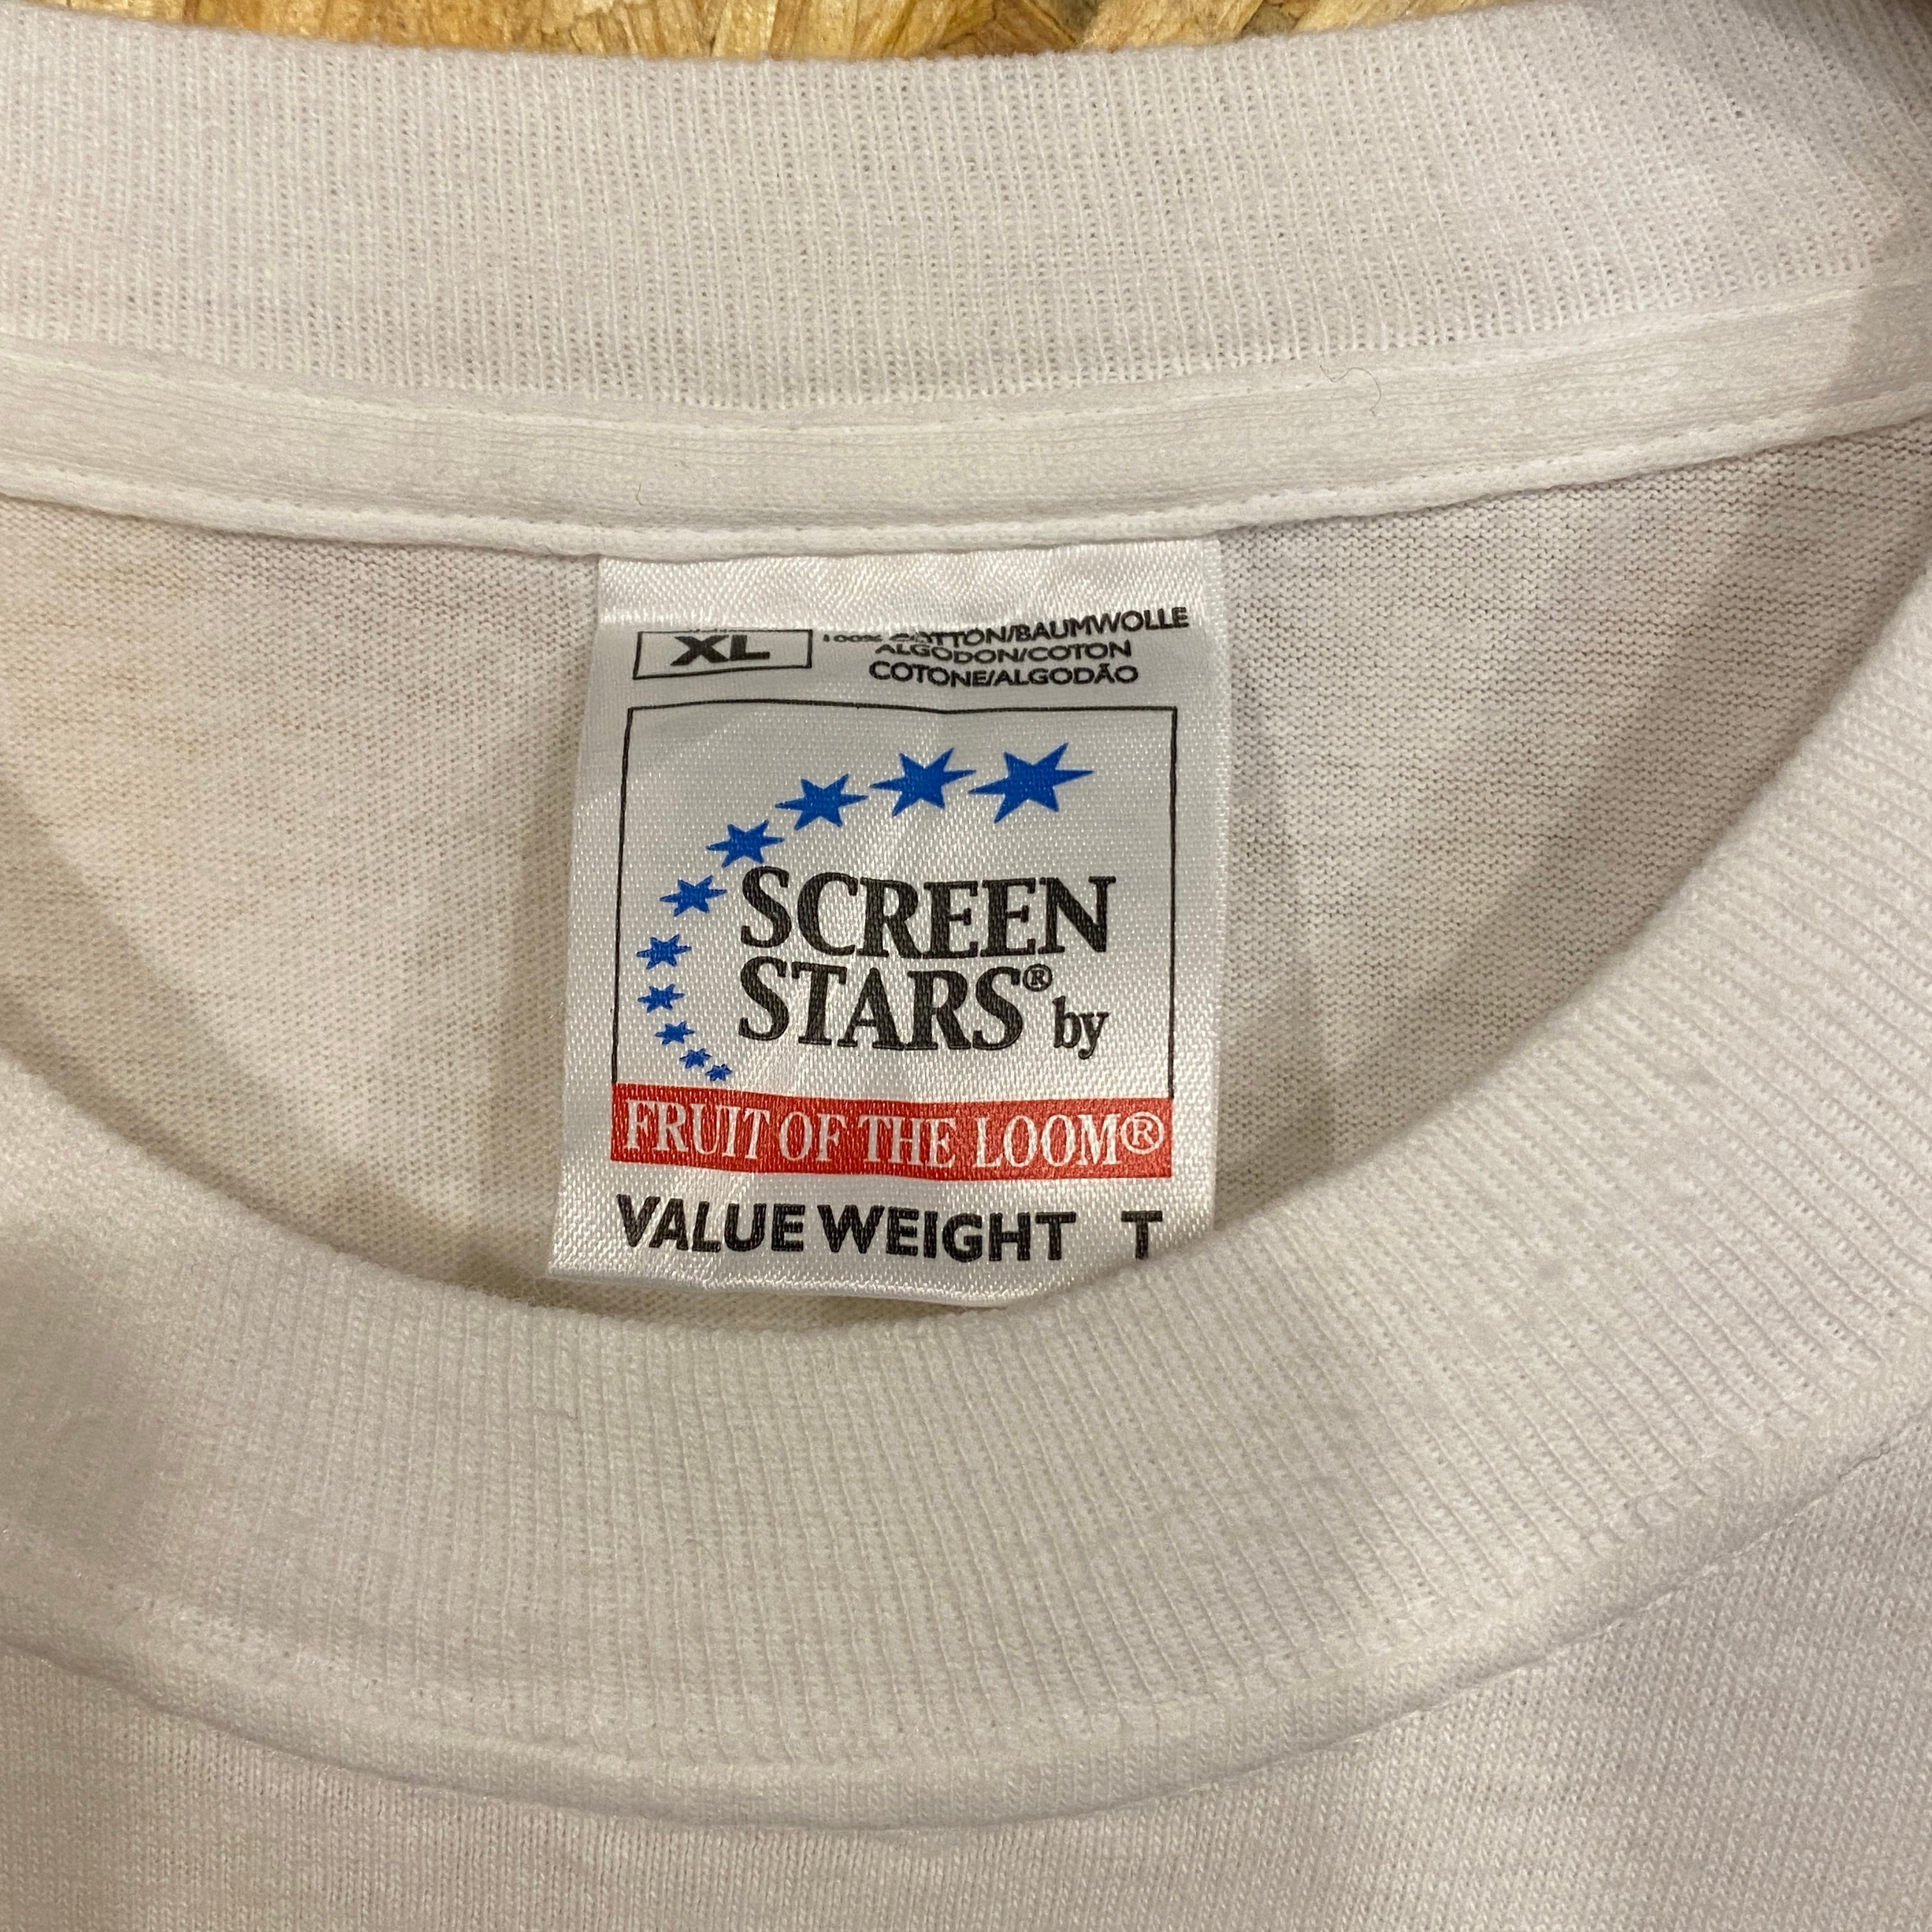 XL
100% COTTON/BAUMWOLLE
ALGODON/COTON
COTONE/ALGODÃO
SCREEN
STARS® by
FRUIT OF THE LOOM®
VALUE WEIGHT T